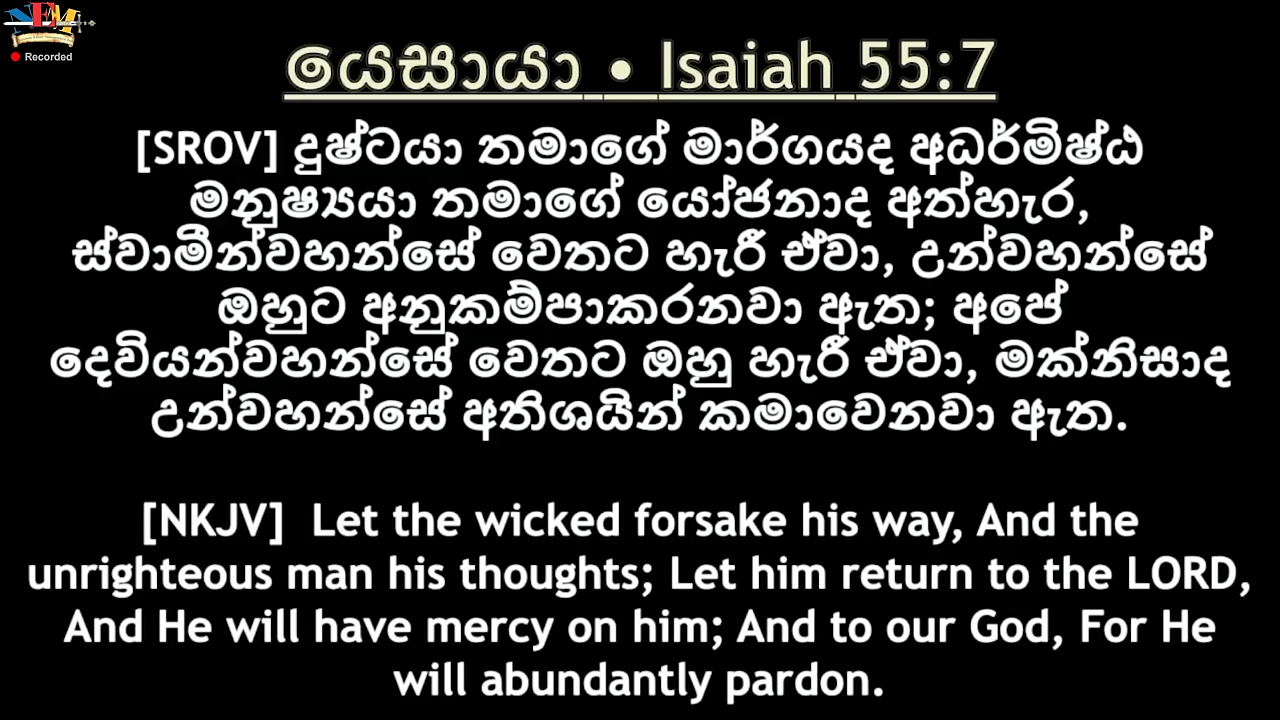 NEM
Recorded
යෙසායා • Isaiah 55:7
[SROV] දුෂ්ටයා තමාගේ මාර්ගයද අධර්මිෂ්ඨ
මනුෂ්‍යයා තමාගේ යෝජනාද අත්හැර,
ස්වාමීන්වහන්සේ වෙතට හැරී ඒවා, උන්වහන්සේ
ඔහුට අනුකම්පාකරනවා ඇත; අපේ
දෙවියන්වහන්සේ වෙතට ඔහු හැරී ඒවා, මක්නිසාද
උන්වහන්සේ අතිශයින් කමාවෙනවා ඇත.
[NKJV] Let the wicked forsake his way, And the
unrighteous man his thoughts; Let him return to the LORD,
And He will have mercy on him; And to our God, For He
will abundantly pardon.